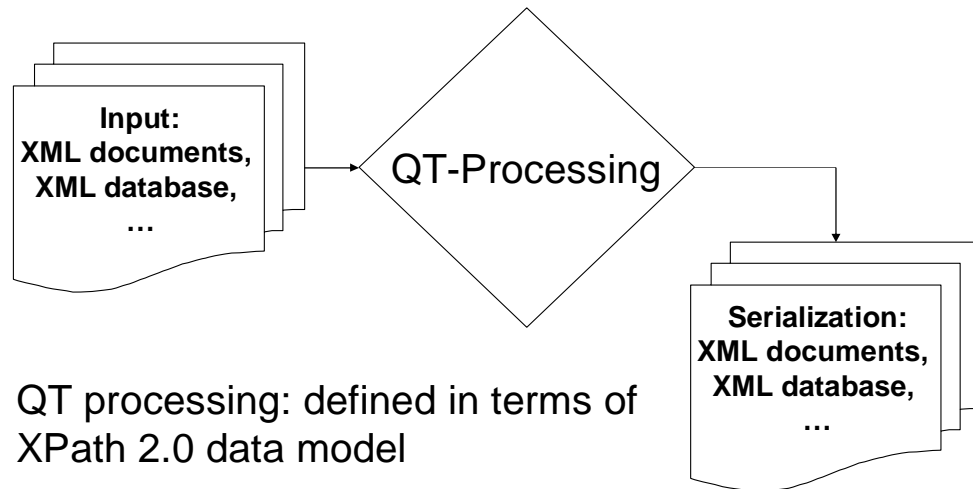 Input:
XML documents,
XML database,
…
QT-Processing
Serialization:
XML documents,
XML database,
…
QT processing: defined in terms of
XPath 2.0 data model